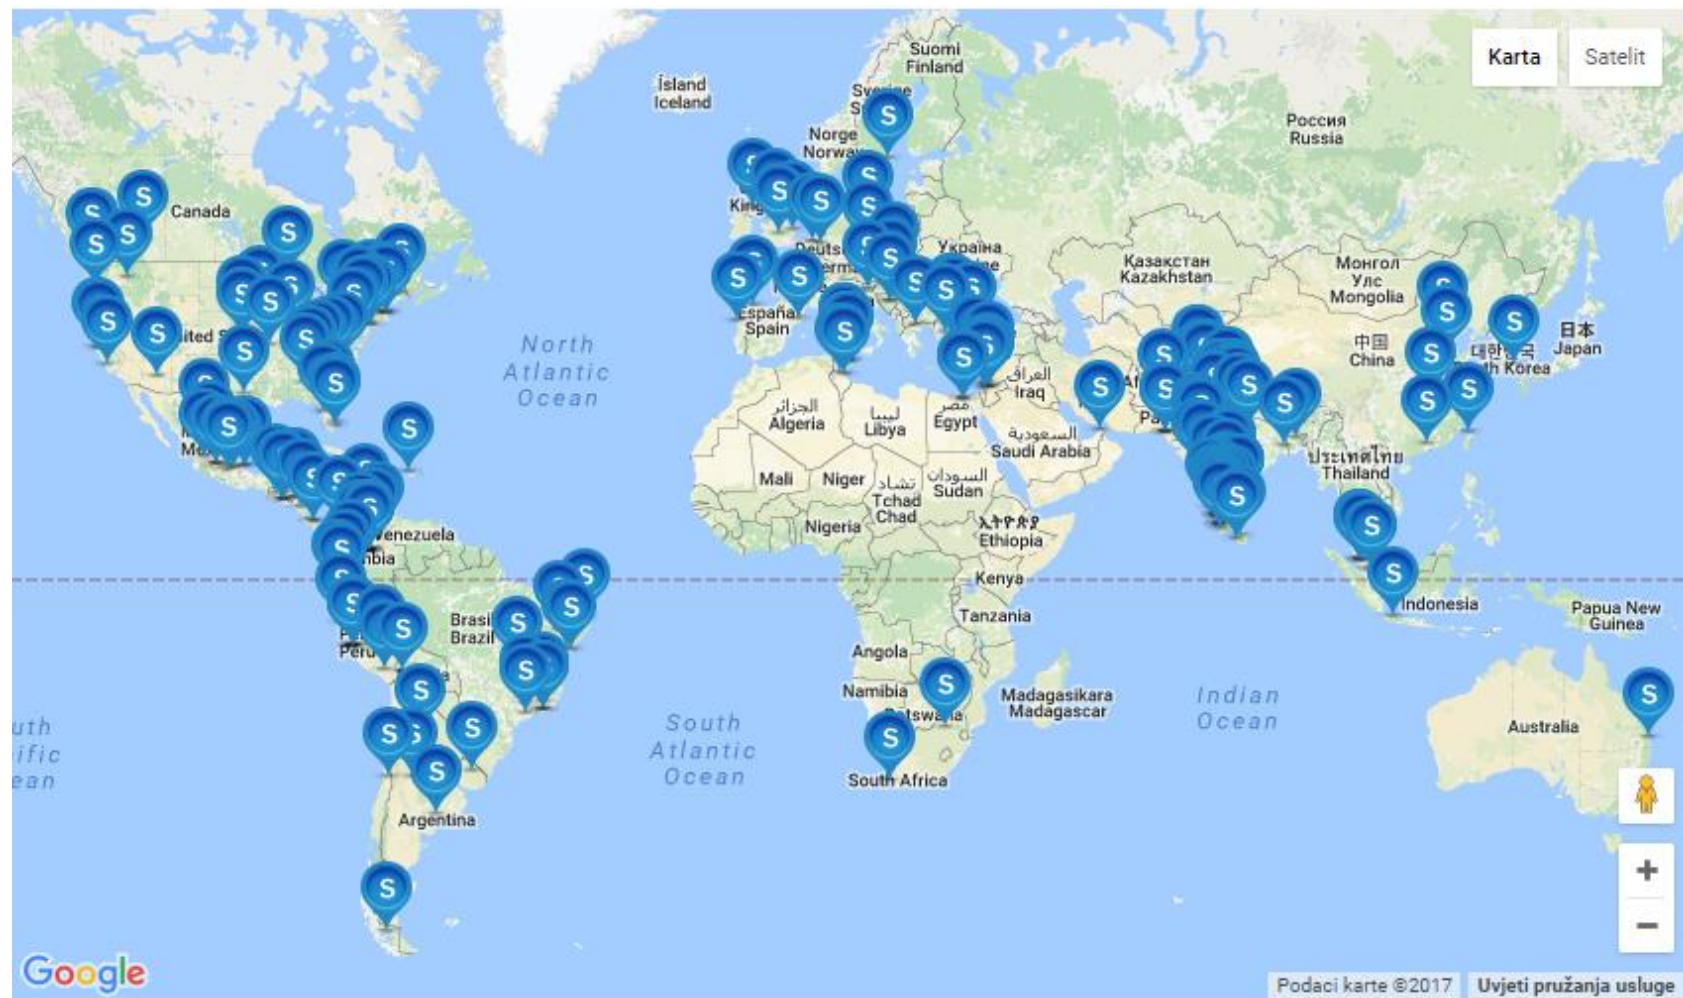 Suomi
Finland
Ísland
Iceland
Karta
Satelit
Norge
Norway
Россия
Russia
Canada
Україна
Қазақстан
Kazakhstan
Монгол
Улс
Mongolia
España
Spain
North
Atlantic
Ocean
中国
China
日本
Japan
العراق
Iraq
الجزائر
Algeria
ليبيا
Libya
مصر
Egypt
السعودية
Saudi Arabia
ประเทศไทย
Thailand
Mali
Niger
تشاد
Tchad
Chad
السودان
Sudan
Nigeria
ኢትዮጵያ
Ethiopia
Kenya
Tanzania
Indonesia
Papua New
Guinea
Brazil
Peru
Angola
Namibia
Madagasikara
Madagascar
Indian
Ocean
Australia
South
Atlantic
Ocean
South Africa
Argentina
Google
Podaci karte ©2017
Uvjeti pružanja usluge